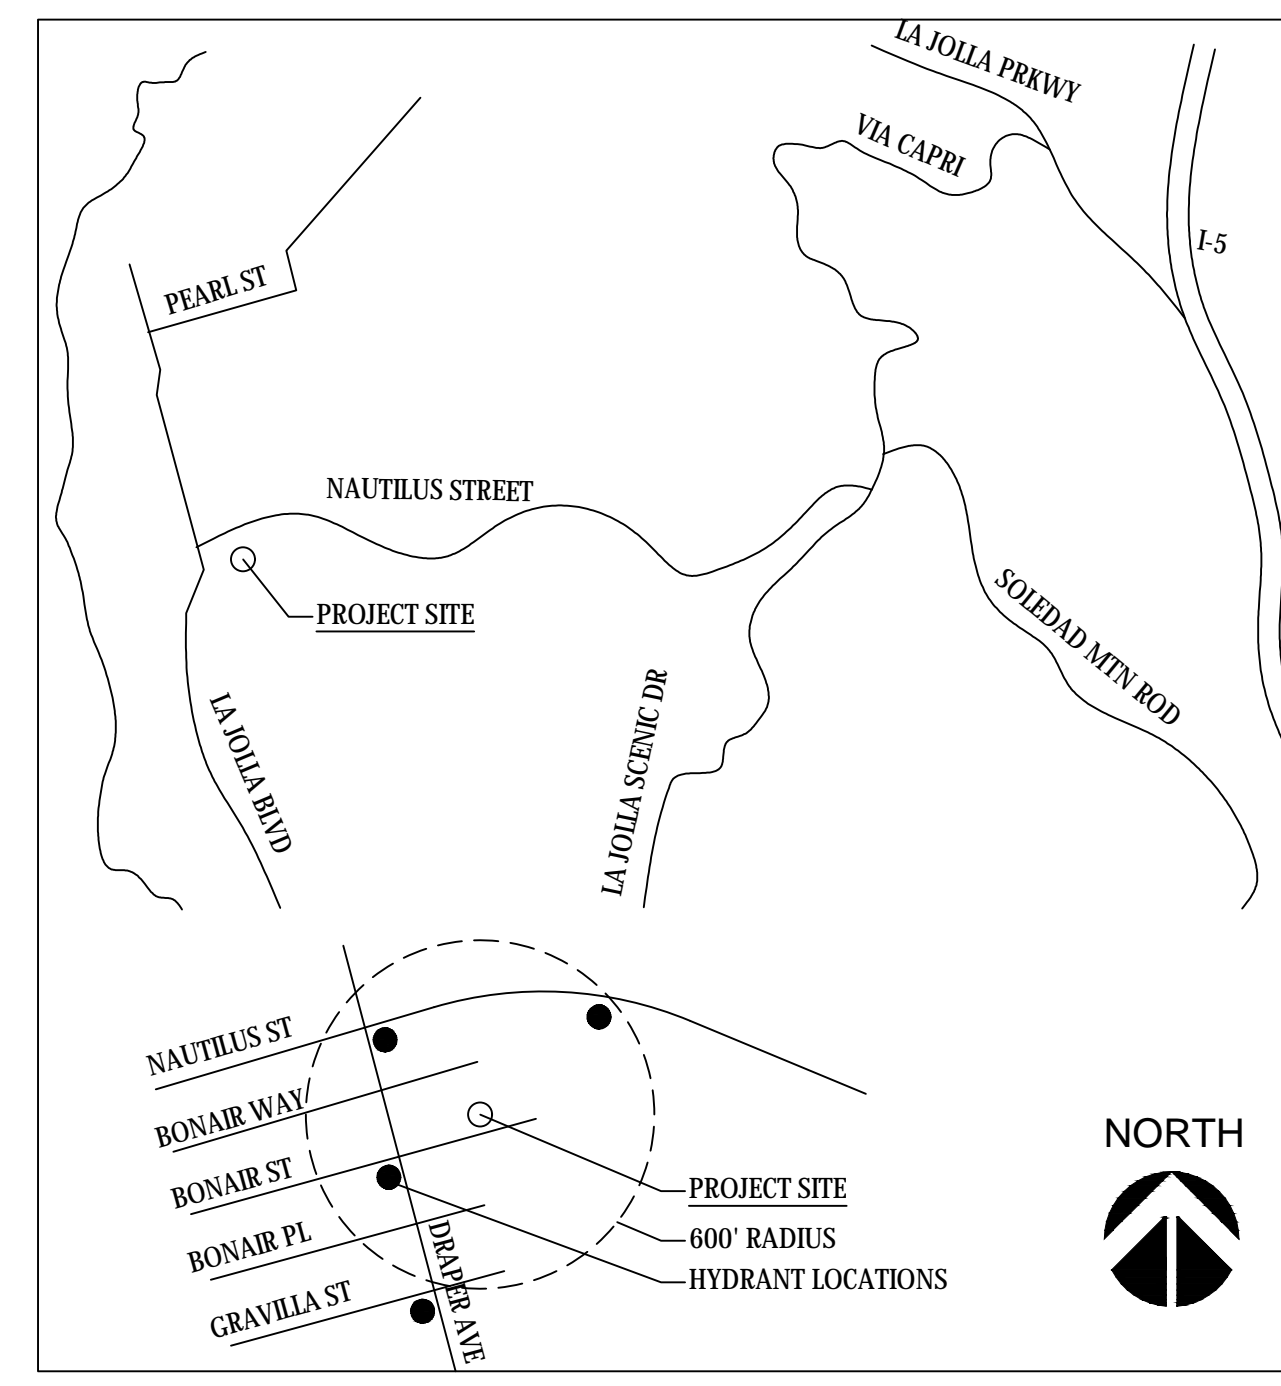 LA JOLLA PRKWY
VIA CAPRI
I-5
PEARL ST
NAUTILUS STREET
PROJECT SITE
SOLEDAD MTN ROD
LA JOLLA BLVD
LA JOLLA SCENIC DR
NAUTILUS ST
BONAIR WAY
BONAIR ST
BONAIR PL
GRAVILLA ST
DRAPER AVE
PROJECT SITE
600' RADIUS
HYDRANT LOCATIONS
NORTH